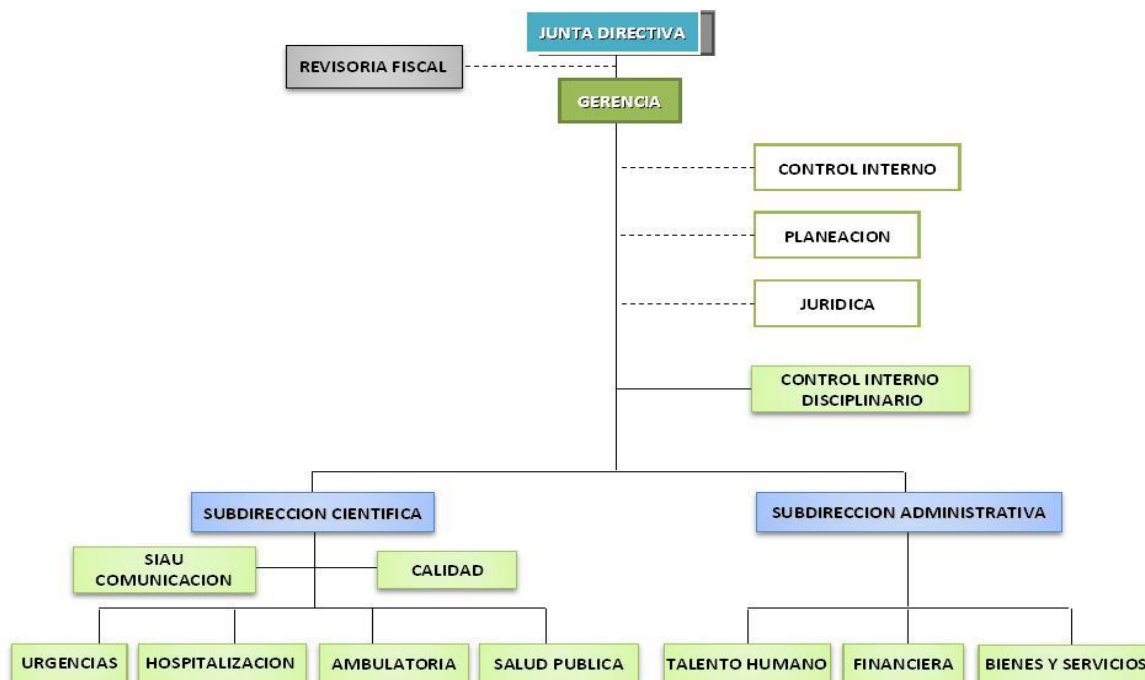 JUNTA DIRECTIVA
REVISORIA FISCAL
GERENCIA
CONTROL INTERNO
PLANEACION
JURIDICA
CONTROL INTERNO
DISCIPLINARIO
SUBDIRECCION CIENTIFICA
SUBDIRECCION ADMINISTRATIVA
SIAU
COMUNICACION
CALIDAD
URGENCIAS
HOSPITALIZACION
AMBULATORIA
SALUD PUBLICA
TALENTO HUMANO
FINANCIERA
BIENES Y SERVICIOS